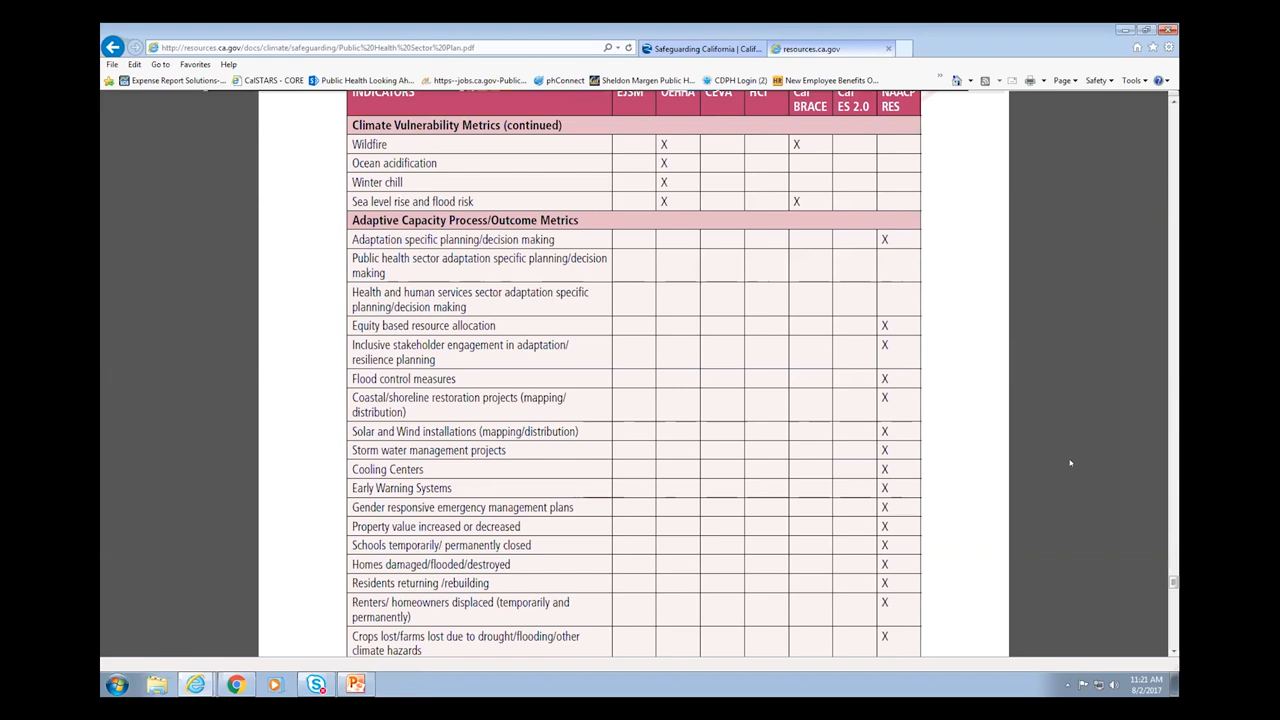 http://resources.ca.gov/docs/climate/safeguarding/Public%20Health%20Sector%20Plan.pdf
Safeguarding California | Calif...
resources.ca.gov
File Edit Go to Favorites Help
Expense Report Solutions-... CalSTARS - CORE Public Health Looking Ah... https--jobs.ca.gov-Public... phConnect Sheldon Margen Public H... CDPH Login (2) New Employee Benefits O... » Page Safety Tools
INDICATORS EJSM OEHHA CEVA HCI Cal BRACE Cal ES 2.0 NAACP RES
Climate Vulnerability Metrics (continued)
Wildfire X X
Ocean acidification X
Winter chill X
Sea level rise and flood risk X X
Adaptive Capacity Process/Outcome Metrics
Adaptation specific planning/decision making X
Public health sector adaptation specific planning/decision
making
Health and human services sector adaptation specific
planning/decision making
Equity based resource allocation X
Inclusive stakeholder engagement in adaptation/ X
resilience planning
Flood control measures X
Coastal/shoreline restoration projects (mapping/ X
distribution)
Solar and Wind installations (mapping/distribution) X
Storm water management projects X
Cooling Centers X
Early Warning Systems X
Gender responsive emergency management plans X
Property value increased or decreased X
Schools temporarily/ permanently closed X
Homes damaged/flooded/destroyed X
Residents returning /rebuilding X
Renters/ homeowners displaced (temporarily and X
permanently)
Crops lost/farms lost due to drought/flooding/other X
climate hazards
11:21 AM
8/2/2017